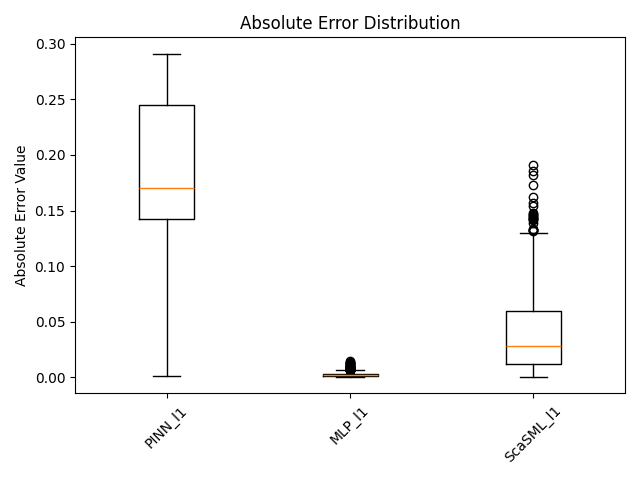 Absolute Error Distribution
Absolute Error Value
0.30
0.25
0.20
0.15
0.10
0.05
0.00
PINN_l1
MLP_l1
ScaSML_l1